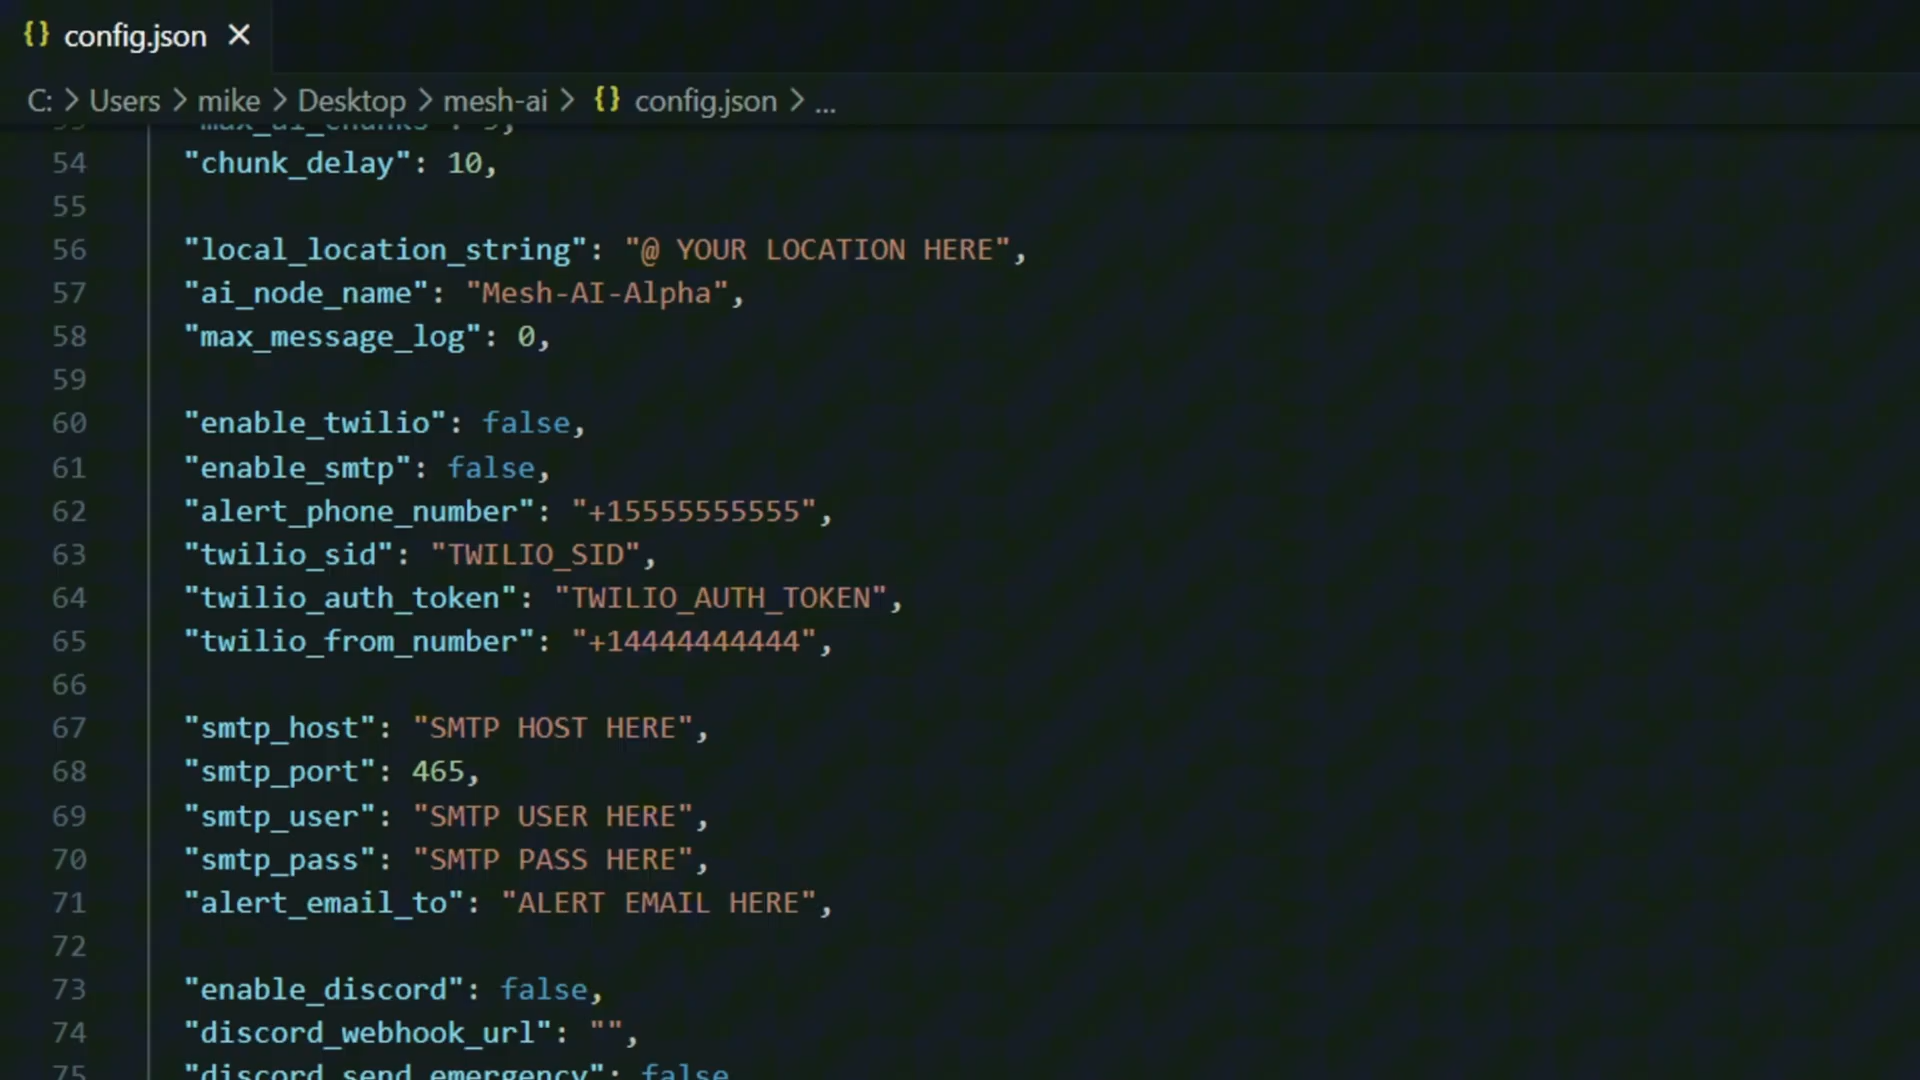 {} config.json ×
C: > Users > mike > Desktop > mesh-ai > {} config.json > ...
54 "chunk_delay": 10,
55
56 "local_location_string": "@ YOUR LOCATION HERE",
57 "ai_node_name": "Mesh-AI-Alpha",
58 "max_message_log": 0,
59
60 "enable_twilio": false,
61 "enable_smtp": false,
62 "alert_phone_number": "+15555555555",
63 "twilio_sid": "TWILIO_SID",
64 "twilio_auth_token": "TWILIO_AUTH_TOKEN",
65 "twilio_from_number": "+14444444444",
66
67 "smtp_host": "SMTP HOST HERE",
68 "smtp_port": 465,
69 "smtp_user": "SMTP USER HERE",
70 "smtp_pass": "SMTP PASS HERE",
71 "alert_email_to": "ALERT EMAIL HERE",
72
73 "enable_discord": false,
74 "discord_webhook_url": "",
75 "discord_send_emergency": false